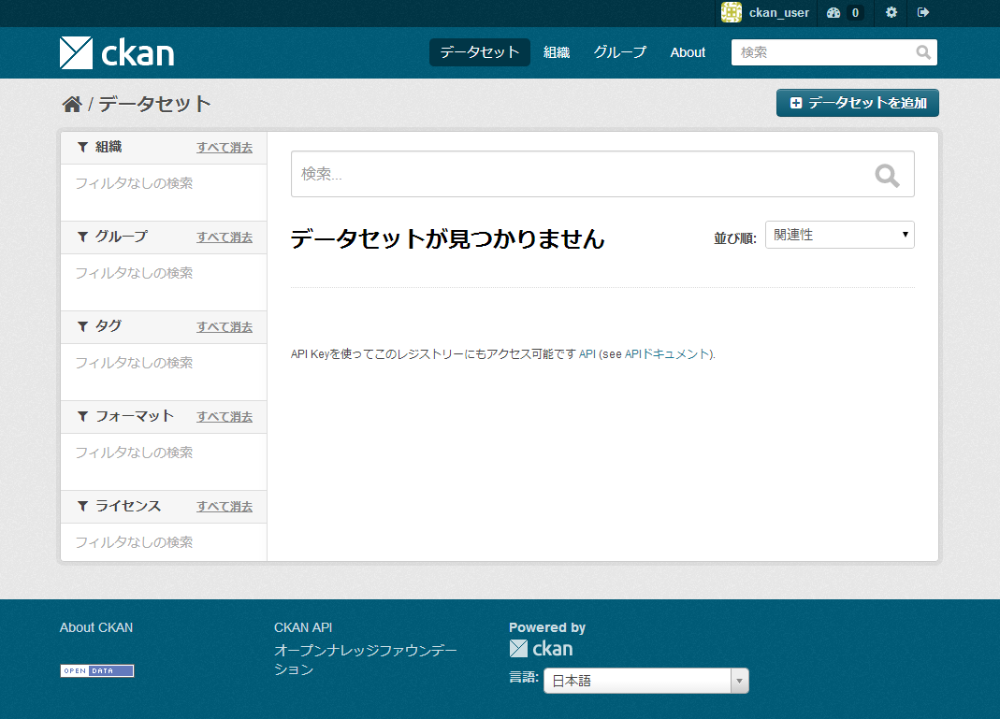 ckan_user 0
ckan データセット 組織 グループ About 検索
/ データセット データセットを追加
組織 すべて消去
フィルタなしの検索
グループ すべて消去
フィルタなしの検索
タグ すべて消去
フィルタなしの検索
フォーマット すべて消去
フィルタなしの検索
ライセンス すべて消去
フィルタなしの検索
検索...
データセットが見つかりません 並び順: 関連性
API Keyを使ってこのレジストリーにもアクセス可能です API (see APIドキュメント).
About CKAN
OPEN DATA
CKAN API
オープンナレッジファウンデー
ション
Powered by
ckan
言語: 日本語